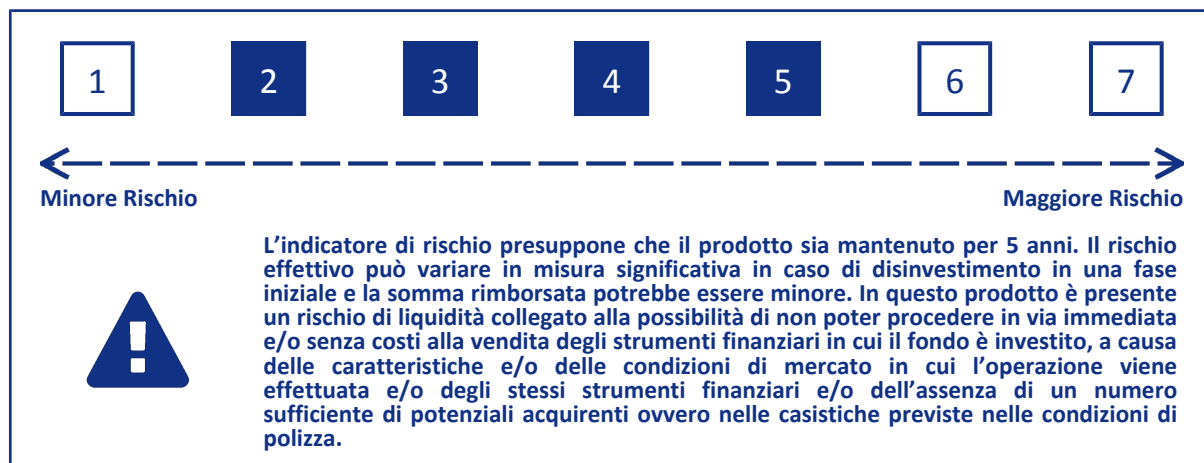 1 2 3 4 5 6 7
Minore Rischio Maggiore Rischio
L’indicatore di rischio presuppone che il prodotto sia mantenuto per 5 anni. Il rischio
effettivo può variare in misura significativa in caso di disinvestimento in una fase
iniziale e la somma rimborsata potrebbe essere minore. In questo prodotto è presente
un rischio di liquidità collegato alla possibilità di non poter procedere in via immediata
e/o senza costi alla vendita degli strumenti finanziari in cui il fondo è investito, a causa
delle caratteristiche e/o delle condizioni di mercato in cui l’operazione viene
effettuata e/o degli stessi strumenti finanziari e/o dell’assenza di un numero
sufficiente di potenziali acquirenti ovvero nelle casistiche previste nelle condizioni di
polizza.